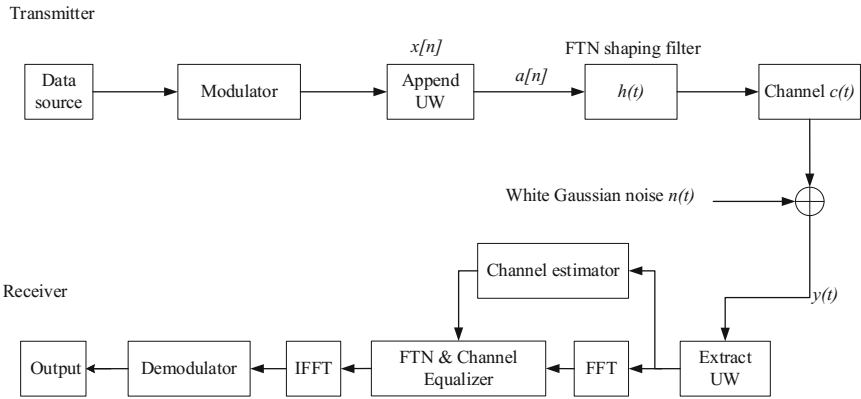 Transmitter
x[n]
FTN shaping filter
Data
source
Modulator
Append
UW
a[n]
h(t)
Channel c(t)
White Gaussian noise n(t)
Channel estimator
Receiver
y(t)
Output
Demodulator
IFFT
FTN & Channel
Equalizer
FFT
Extract
UW